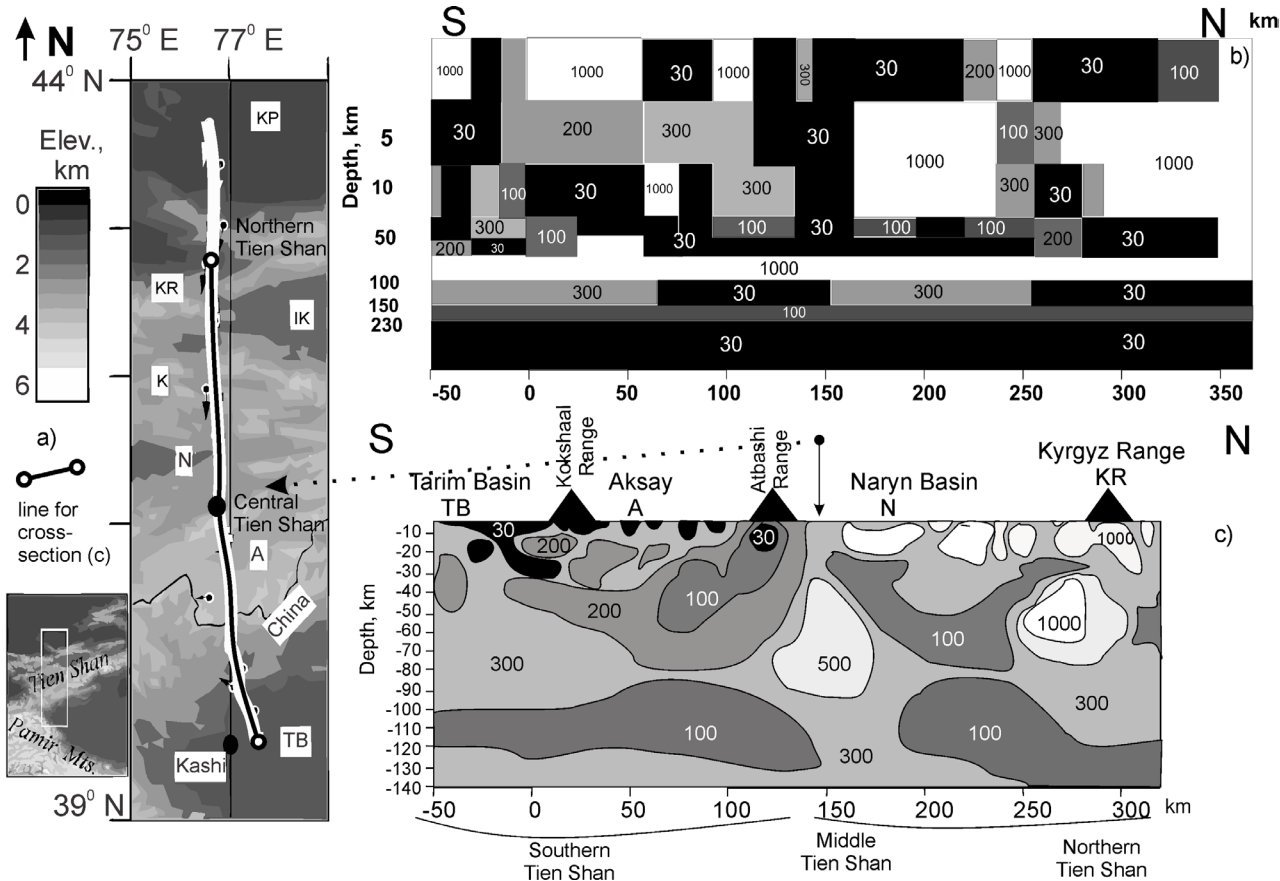 N
75⁰ E 77⁰ E
44⁰ N
KP
Elev.,
km
0
2
4
6
Northern
Tien Shan
KR
IK
K
a)
N
line for
cross-
section (c)
Central
Tien Shan
A
China
Tien Shan
Pamir Mts.
TB
Kashi
39⁰ N
S N km
b)
Depth, km
1000 1000 30 1000 300 30 200 1000 30 100
5
30 200 300 30 1000 100 300 1000
10
100 30 1000 300 300 30
50
300 100 100 30 100 100
200 30 30 200 30
1000
100
300 30 300 30
150
100
230
30 30
-50 0 50 100 150 200 250 300 350
S N
Kokshaal
Range
Atbashi
Range
Kyrgyz Range
KR
Tarim Basin
TB
Aksay
A
Naryn Basin
N
c)
Depth, km
-10
-20
-30
-40
-50
-60
-70
-80
-90
-100
-110
-120
-130
-140
30 200 30 1000
200 100 100 1000
300 500 300
100 300 100
-50 0 50 100 150 200 250 300 km
Southern
Tien Shan
Middle
Tien Shan
Northern
Tien Shan